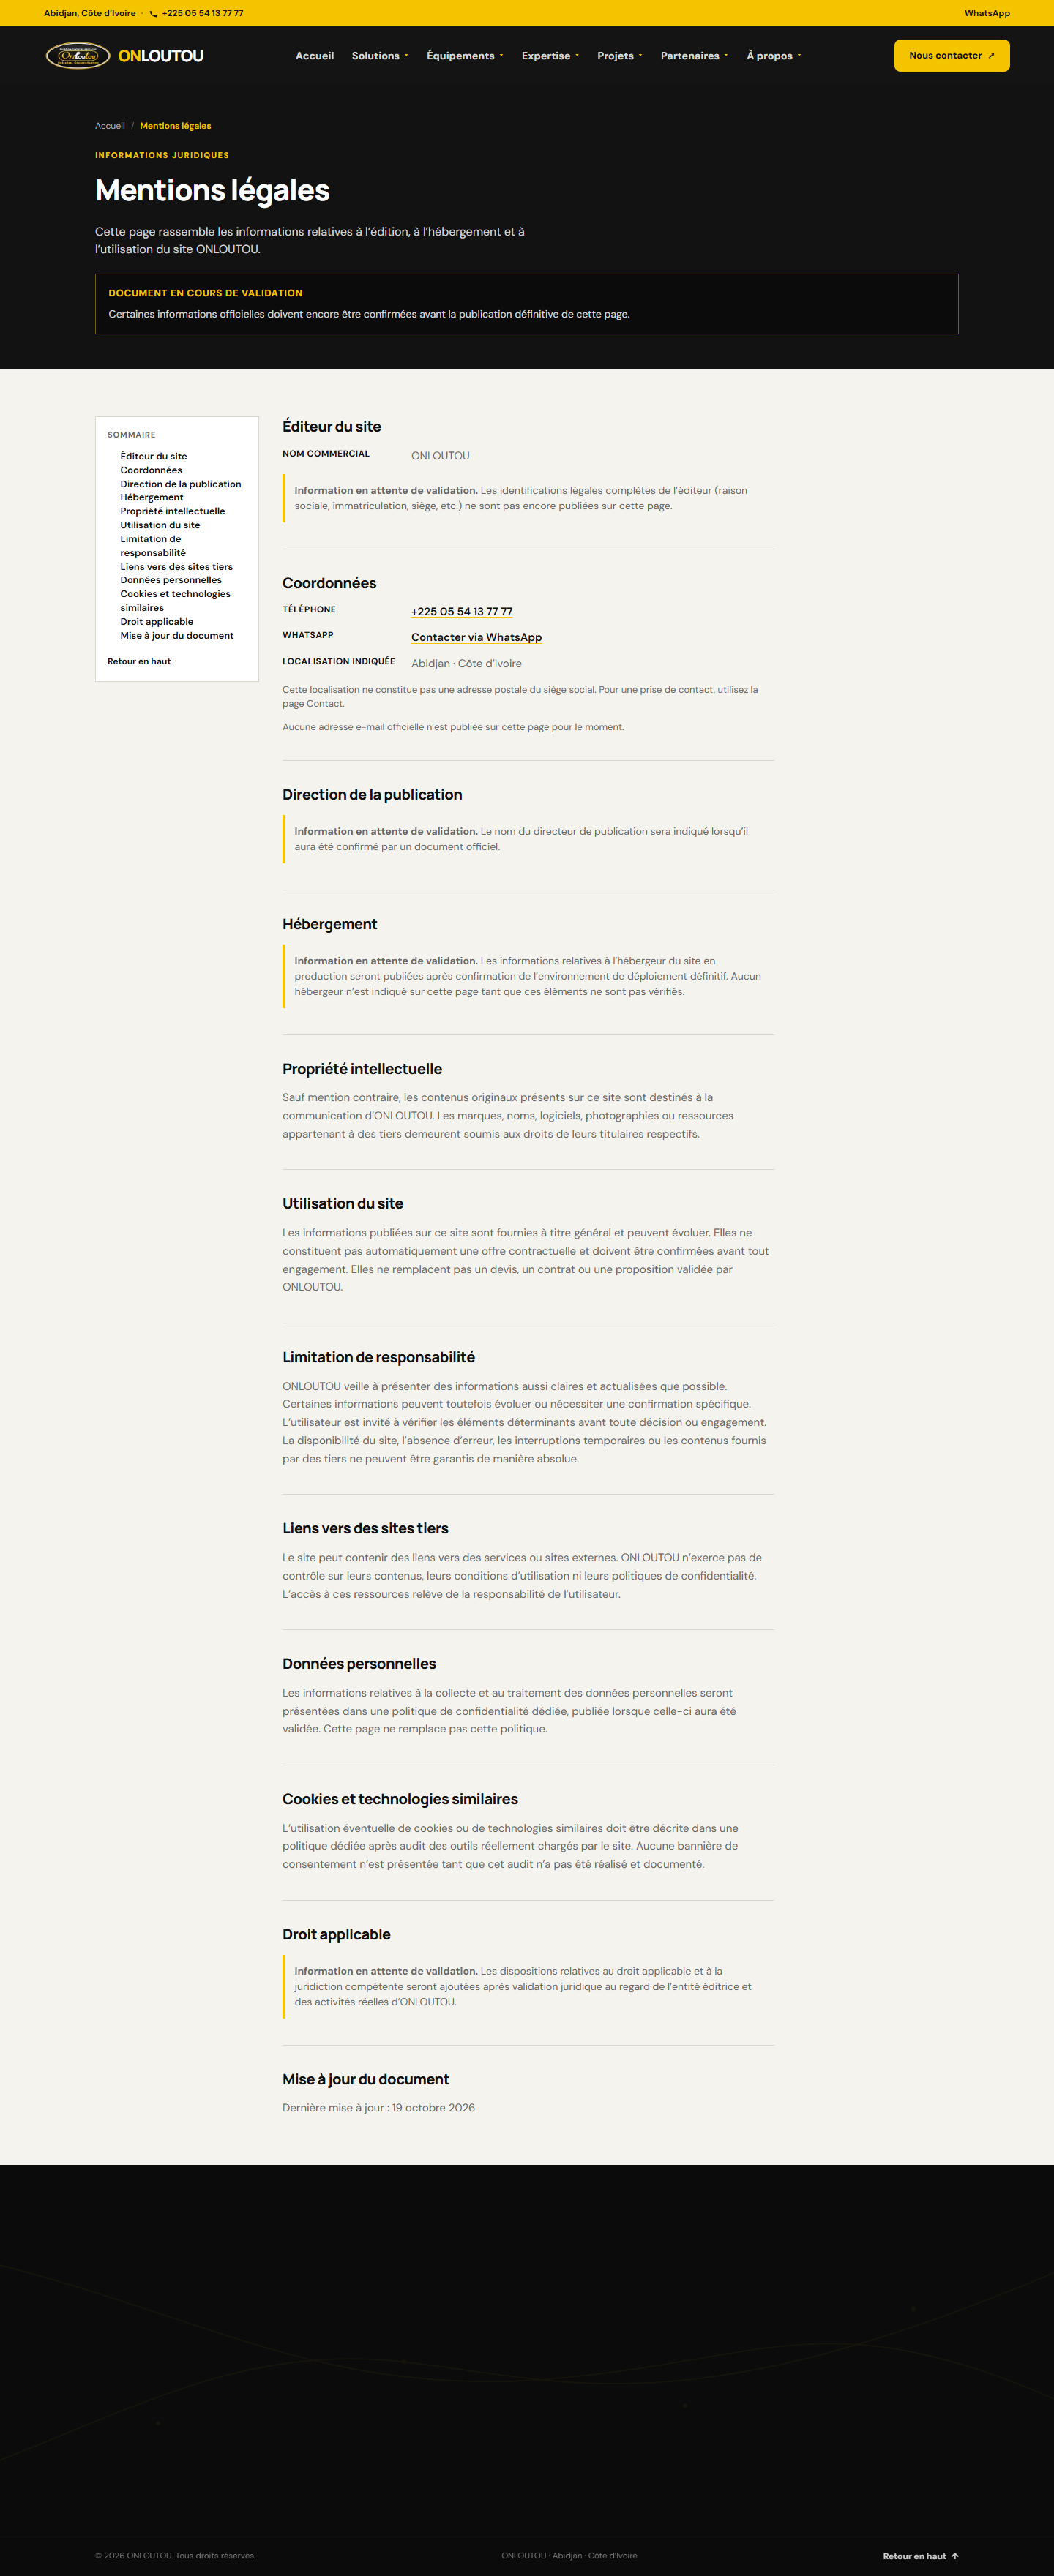 Abidjan, Côte d'Ivoire · +225 05 54 13 77 77
WhatsApp
ONLOUTOU
Accueil
Solutions
Équipements
Expertise
Projets
Partenaires
À propos
Nous contacter ↗
Accueil / Mentions légales
INFORMATIONS JURIDIQUES
Mentions légales
Cette page rassemble les informations relatives à l'édition, à l'hébergement et à
l'utilisation du site ONLOUTOU.
DOCUMENT EN COURS DE VALIDATION
Certaines informations officielles doivent encore être confirmées avant la publication définitive de cette page.
SOMMAIRE
Éditeur du site
Coordonnées
Direction de la publication
Hébergement
Propriété intellectuelle
Utilisation du site
Limitation de
responsabilité
Liens vers des sites tiers
Données personnelles
Cookies et technologies
similaires
Droit applicable
Mise à jour du document
Retour en haut
Éditeur du site
NOM COMMERCIAL ONLOUTOU
Information en attente de validation. Les identifications légales complètes de l'éditeur (raison
sociale, immatriculation, siège, etc.) ne sont pas encore publiées sur cette page.
Coordonnées
TÉLÉPHONE +225 05 54 13 77 77
WHATSAPP Contacter via WhatsApp
LOCALISATION INDIQUÉE Abidjan · Côte d'Ivoire
Cette localisation ne constitue pas une adresse postale du siège social. Pour une prise de contact, utilisez la
page Contact.
Aucune adresse e-mail officielle n'est publiée sur cette page pour le moment.
Direction de la publication
Information en attente de validation. Le nom du directeur de publication sera indiqué lorsqu'il
aura été confirmé par un document officiel.
Hébergement
Information en attente de validation. Les informations relatives à l'hébergeur du site en
production seront publiées après confirmation de l'environnement de déploiement définitif. Aucun
hébergeur n'est indiqué sur cette page tant que ces éléments ne sont pas vérifiés.
Propriété intellectuelle
Sauf mention contraire, les contenus originaux présents sur ce site sont destinés à la
communication d'ONLOUTOU. Les marques, noms, logiciels, photographies ou ressources
appartenant à des tiers demeurent soumis aux droits de leurs titulaires respectifs.
Utilisation du site
Les informations publiées sur ce site sont fournies à titre général et peuvent évoluer. Elles ne
constituent pas automatiquement une offre contractuelle et doivent être confirmées avant tout
engagement. Elles ne remplacent pas un devis, un contrat ou une proposition validée par
ONLOUTOU.
Limitation de responsabilité
ONLOUTOU veille à présenter des informations aussi claires et actualisées que possible.
Certaines informations peuvent toutefois évoluer ou nécessiter une confirmation spécifique.
L'utilisateur est invité à vérifier les éléments déterminants avant toute décision ou engagement.
La disponibilité du site, l'absence d'erreur, les interruptions temporaires ou les contenus fournis
par des tiers ne peuvent être garantis de manière absolue.
Liens vers des sites tiers
Le site peut contenir des liens vers des services ou sites externes. ONLOUTOU n'exerce pas de
contrôle sur leurs contenus, leurs conditions d'utilisation ni leurs politiques de confidentialité.
L'accès à ces ressources relève de la responsabilité de l'utilisateur.
Données personnelles
Les informations relatives à la collecte et au traitement des données personnelles seront
présentées dans une politique de confidentialité dédiée, publiée lorsque celle-ci aura été
validée. Cette page ne remplace pas cette politique.
Cookies et technologies similaires
L'utilisation éventuelle de cookies ou de technologies similaires doit être décrite dans une
politique dédiée après audit des outils réellement chargés par le site. Aucune bannière de
consentement n'est présentée tant que cet audit n'a pas été réalisé et documenté.
Droit applicable
Information en attente de validation. Les dispositions relatives au droit applicable et à la
juridiction compétente seront ajoutées après validation juridique au regard de l'entité éditrice et
des activités réelles d'ONLOUTOU.
Mise à jour du document
Dernière mise à jour : 19 octobre 2026
© 2026 ONLOUTOU. Tous droits réservés.
ONLOUTOU · Abidjan · Côte d'Ivoire
Retour en haut ↑